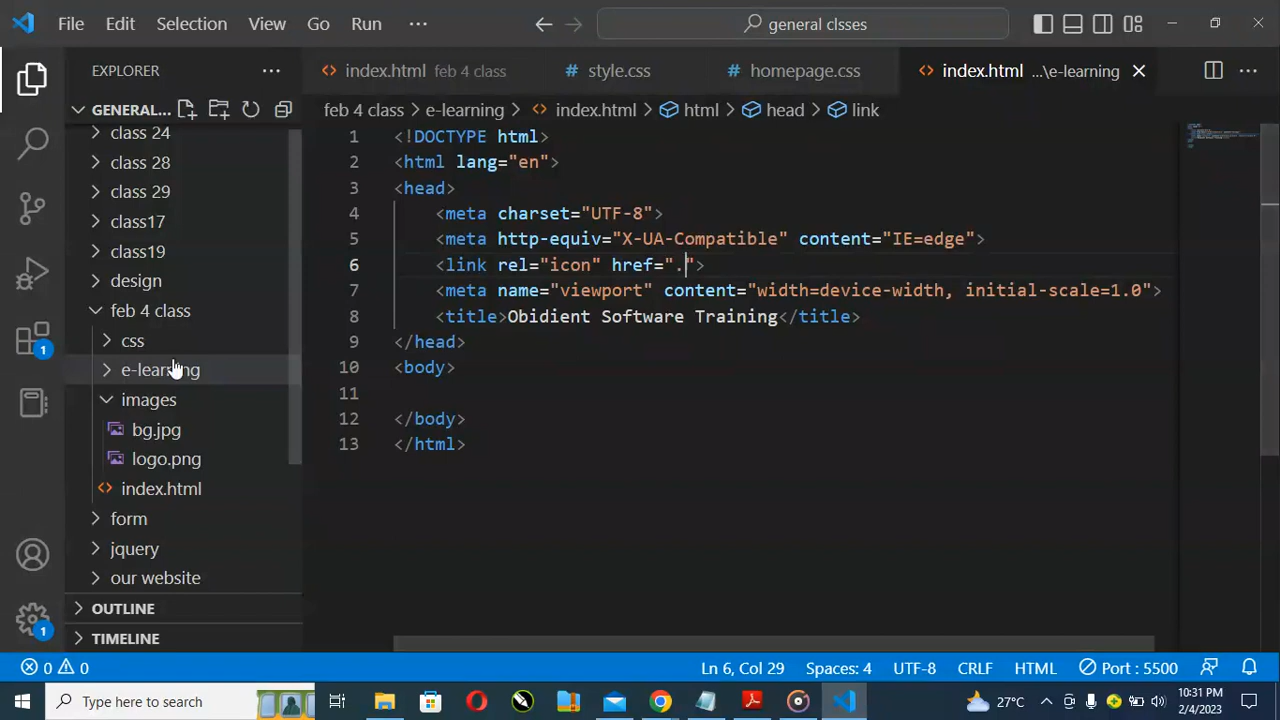 File Edit Selection View Go Run ··· general clsses
EXPLORER ···
index.html feb 4 class # style.css # homepage.css index.html ...\e-learning
GENERAL...
feb 4 class > e-learning > index.html > html > head > link
class 24
class 28
class 29
class17
class19
design
feb 4 class
css
e-learning
images
bg.jpg
logo.png
index.html
form
jquery
our website
OUTLINE
TIMELINE
1 <!DOCTYPE html>
2 <html lang="en">
3 <head>
4 <meta charset="UTF-8">
5 <meta http-equiv="X-UA-Compatible" content="IE=edge">
6 <link rel="icon" href=".">
7 <meta name="viewport" content="width=device-width, initial-scale=1.0">
8 <title>Obidient Software Training</title>
9 </head>
10 <body>
11
12 </body>
13 </html>
1
1
0 0 Ln 6, Col 29 Spaces: 4 UTF-8 CRLF HTML Port : 5500
Type here to search 27°C 10:31 PM
2/4/2023